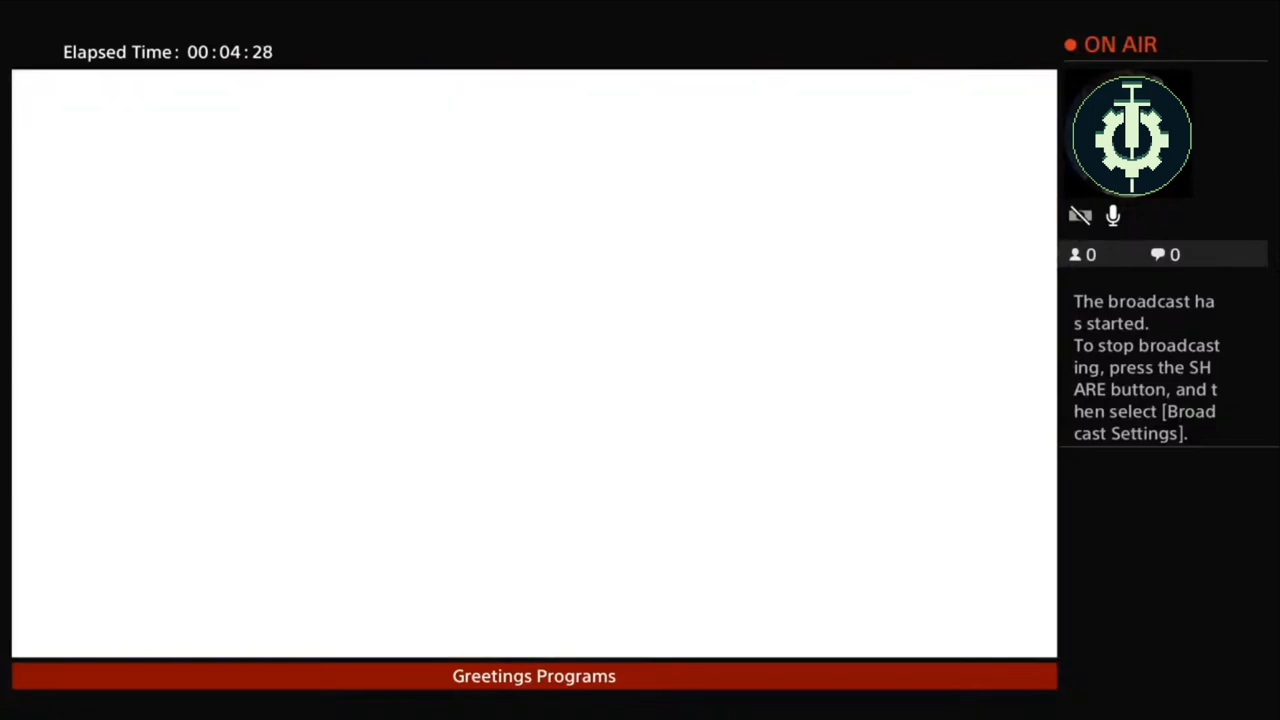 Elapsed Time: 00:04:28
ON AIR
0 0
The broadcast ha
s started.
To stop broadcast
ing, press the SH
ARE button, and t
hen select [Broad
cast Settings].
Greetings Programs